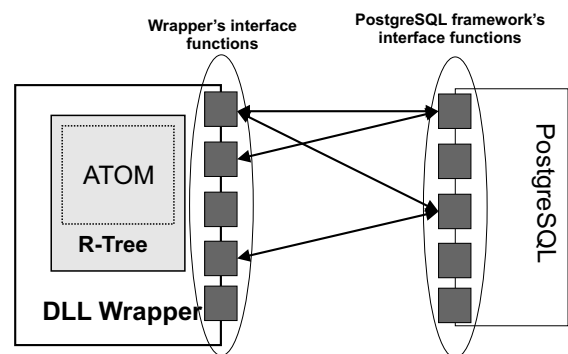 Wrapper's interface
functions
PostgreSQL framework's
interface functions
ATOM
R-Tree
DLL Wrapper
PostgreSQL